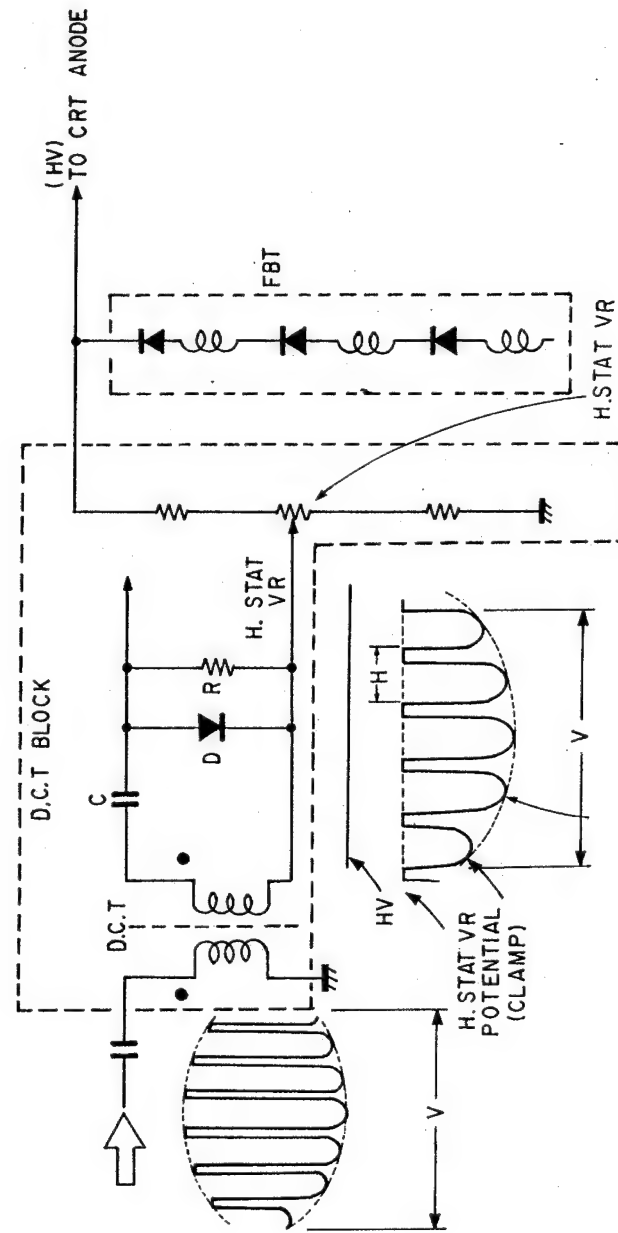 (HV)
TO CRT ANODE
D.C.T BLOCK
FBT
C
D.C.T
D
R
H. STAT
VR
H.STAT VR
HV
H
H.STAT VR
POTENTIAL
(CLAMP)
V
V